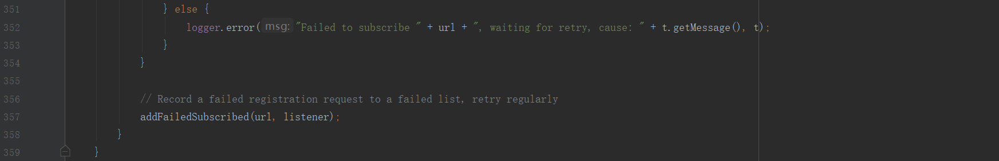 351 } else {
352 logger.error( msg: "Failed to subscribe " + url + ", waiting for retry, cause: " + t.getMessage(), t);
353 }
354 }
355
356 // Record a failed registration request to a failed list, retry regularly
357 addFailedSubscribed(url, listener);
358 }
359 }